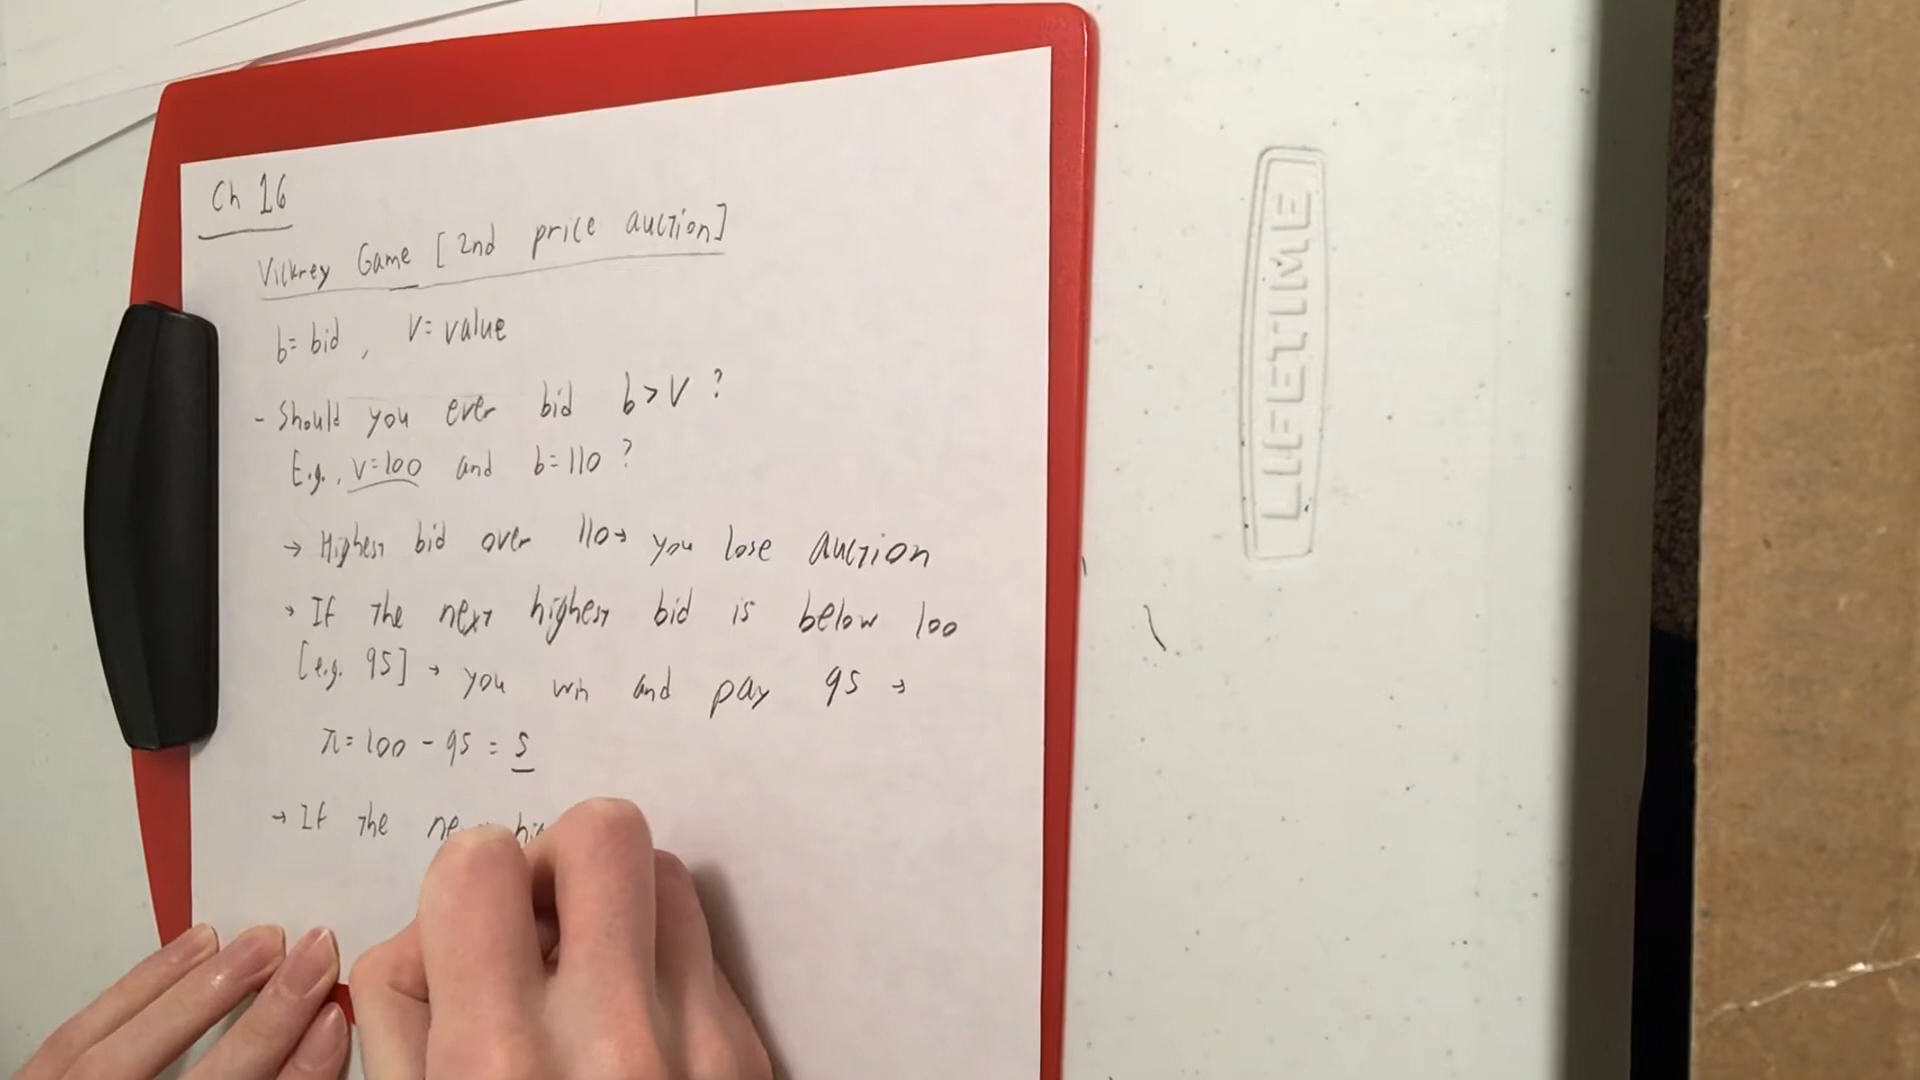 Ch 16
Vickrey Game [2nd price auction]
b= bid, V= value
- Should you ever bid b>V?
E.g., V=100 and b=110?
→ Highest bid over 110→ you lose auction
→ If the next highest bid is below 100
[e.g. 95] → you win and pay 95 →
π= 100 - 95 = 5
→ If the
LIFETIME